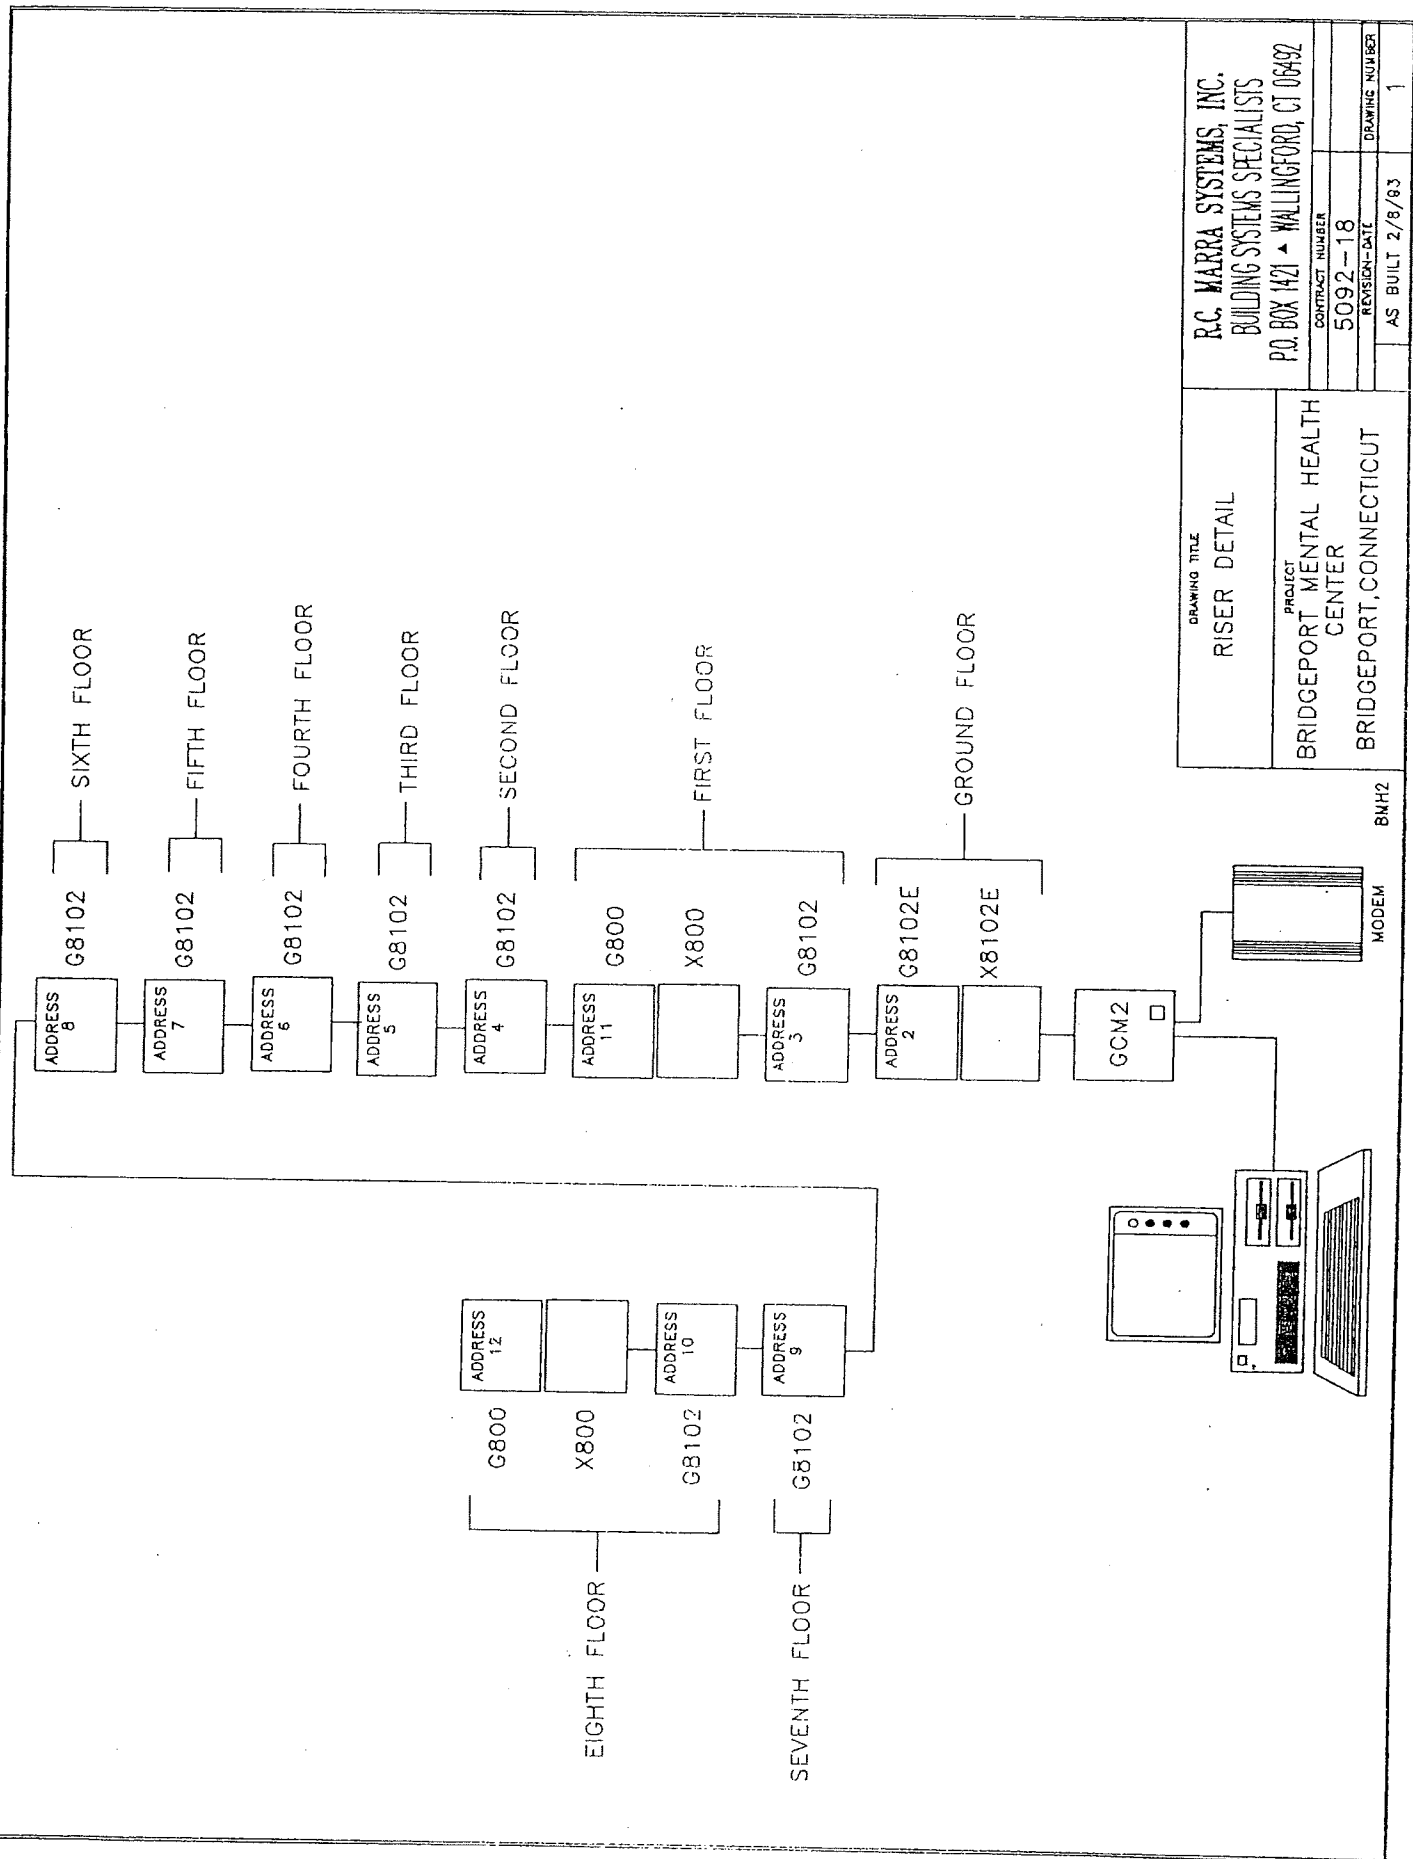 EIGHTH FLOOR
G800
ADDRESS
12
X800
G8102
ADDRESS
10
SEVENTH FLOOR
G8102
ADDRESS
9
ADDRESS
8
G8102
SIXTH FLOOR
ADDRESS
7
G8102
FIFTH FLOOR
ADDRESS
6
G8102
FOURTH FLOOR
ADDRESS
5
G8102
THIRD FLOOR
ADDRESS
4
G8102
SECOND FLOOR
ADDRESS
11
G800
X800
FIRST FLOOR
ADDRESS
3
G8102
ADDRESS
2
G8102E
GROUND FLOOR
X8102E
GCM2
MODEM
BMH2
DRAWING TITLE
RISER DETAIL
PROJECT
BRIDGEPORT MENTAL HEALTH
CENTER
BRIDGEPORT, CONNECTICUT
R.C. MARRA SYSTEMS, INC.
BUILDING SYSTEMS SPECIALISTS
P.O. BOX 1421 ▲ WALLINGFORD, CT 06492
CONTRACT NUMBER
5092-18
REVISION-DATE
DRAWING NUMBER
AS BUILT 2/8/93
1